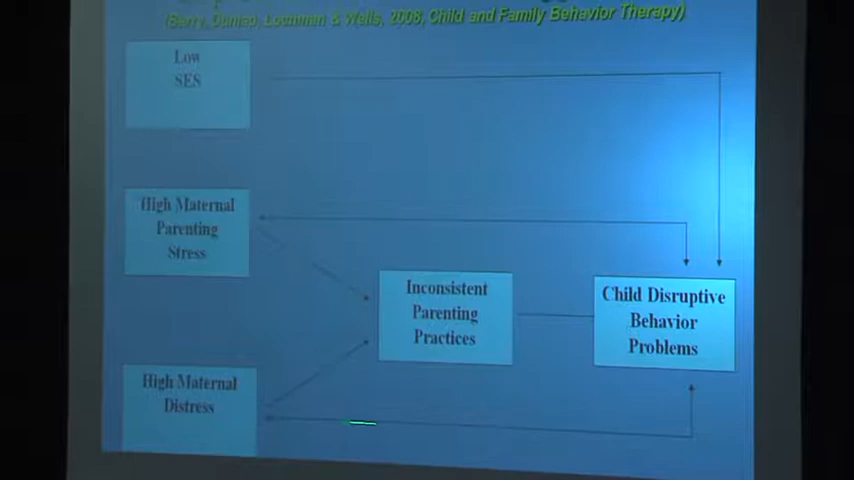 (Barry, Dunlap, Lochman & Wells, 2008, Child and Family Behavior Therapy)
Low
SES
High Maternal
Parenting
Stress
Inconsistent
Parenting
Practices
Child Disruptive
Behavior
Problems
High Maternal
Distress